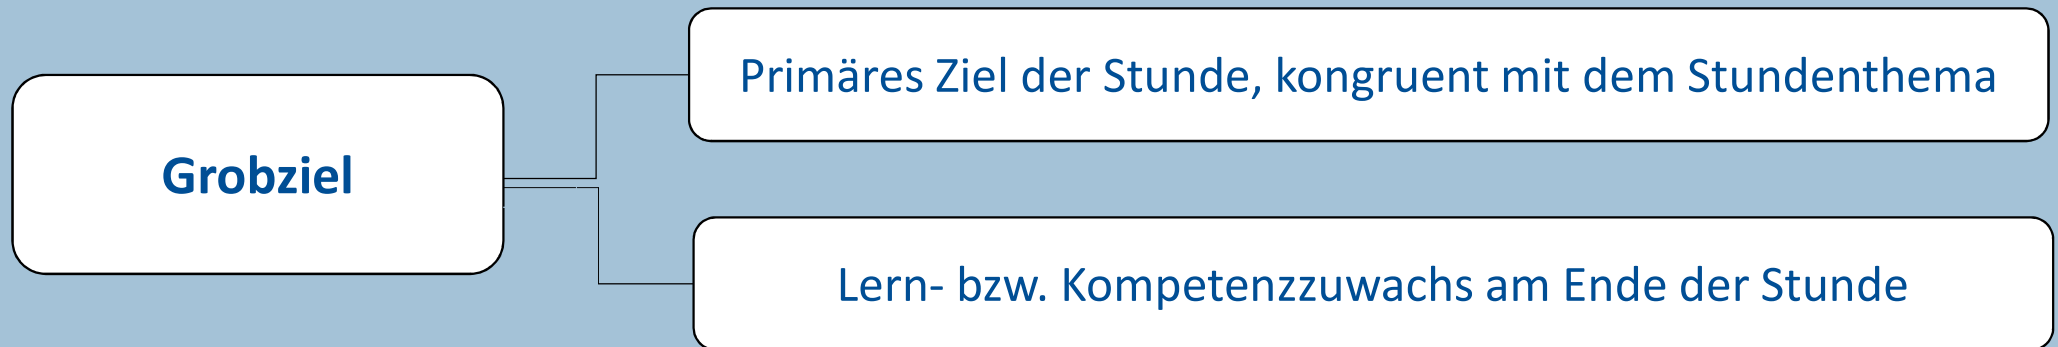 Primäres Ziel der Stunde, kongruent mit dem Stundenthema
Grobziel
Lern- bzw. Kompetenzzuwachs am Ende der Stunde